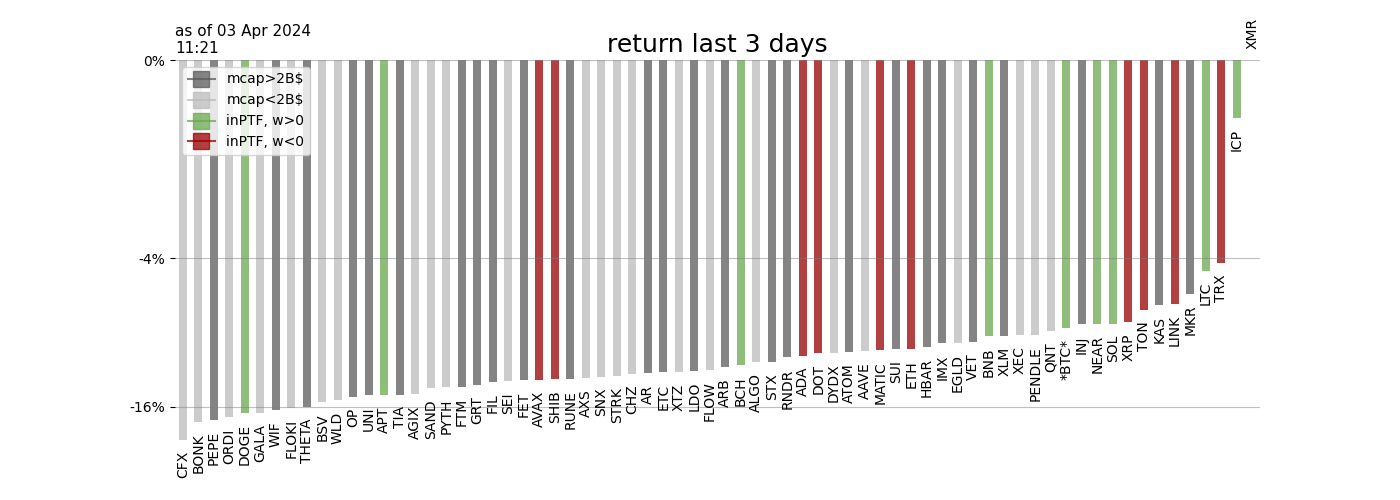 as of 03 Apr 2024
11:21
return last 3 days
XMR
0%
mcap>2B$
mcap<2B$
inPTF, w>0
inPTF, w<0
-4%
-16%
CFX
BONK
PEPE
ORDI
DOGE
GALA
WIF
FLOKI
THETA
BSV
WLD
OP
UNI
APT
TIA
AGIX
SAND
PYTH
FTM
GRT
FIL
SEI
FET
AVAX
SHIB
RUNE
AXS
SNX
STRK
CHZ
AR
ETC
XTZ
LDO
FLOW
ARB
BCH
ALGO
STX
RNDR
ADA
DOT
DYDX
ATOM
AAVE
MATIC
SUI
ETH
HBAR
IMX
EGLD
VET
BNB
XLM
XEC
PENDLE
QNT
*BTC*
INJ
NEAR
SOL
XRP
TON
KAS
LINK
MKR
LTC
TRX
ICP